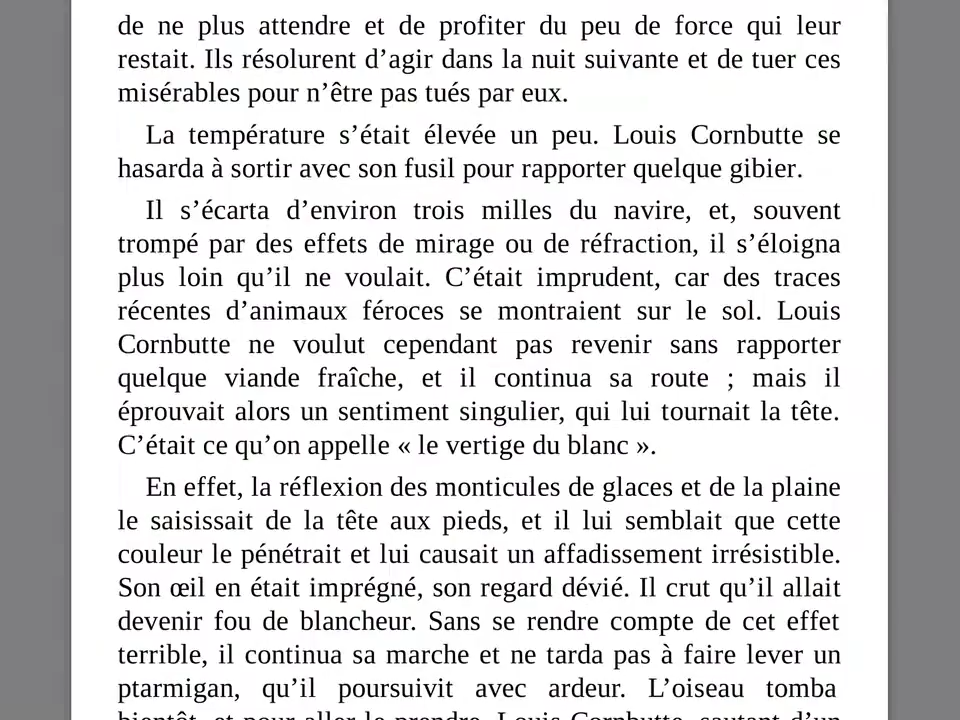 de ne plus attendre et de profiter du peu de force qui leur
restait. Ils résolurent d’agir dans la nuit suivante et de tuer ces
misérables pour n’être pas tués par eux.
La température s’était élevée un peu. Louis Cornbutte se
hasarda à sortir avec son fusil pour rapporter quelque gibier.
Il s’écarta d’environ trois milles du navire, et, souvent
trompé par des effets de mirage ou de réfraction, il s’éloigna
plus loin qu’il ne voulait. C’était imprudent, car des traces
récentes d’animaux féroces se montraient sur le sol. Louis
Cornbutte ne voulut cependant pas revenir sans rapporter
quelque viande fraîche, et il continua sa route ; mais il
éprouvait alors un sentiment singulier, qui lui tournait la tête.
C’était ce qu’on appelle « le vertige du blanc ».
En effet, la réflexion des monticules de glaces et de la plaine
le saisissait de la tête aux pieds, et il lui semblait que cette
couleur le pénétrait et lui causait un affadissement irrésistible.
Son œil en était imprégné, son regard dévié. Il crut qu’il allait
devenir fou de blancheur. Sans se rendre compte de cet effet
terrible, il continua sa marche et ne tarda pas à faire lever un
ptarmigan, qu’il poursuivit avec ardeur. L’oiseau tomba
bientôt, et pour aller le prendre, Louis Cornbutte, sautant d’un